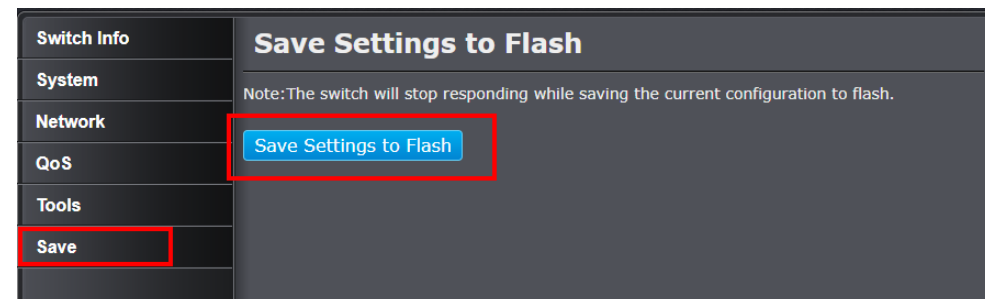 Switch Info
System
Network
QoS
Tools
Save
Save Settings to Flash
Note:The switch will stop responding while saving the current configuration to flash.
Save Settings to Flash